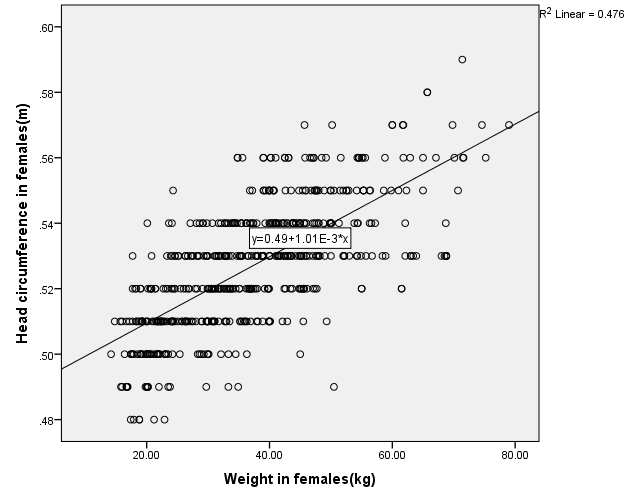 R2 Linear = 0.476
.60
.58
.56
.54
.52
.50
.48
Head circumference in females(m)
y=0.49+1.01E-3*x
20.00 40.00 60.00 80.00
Weight in females(kg)